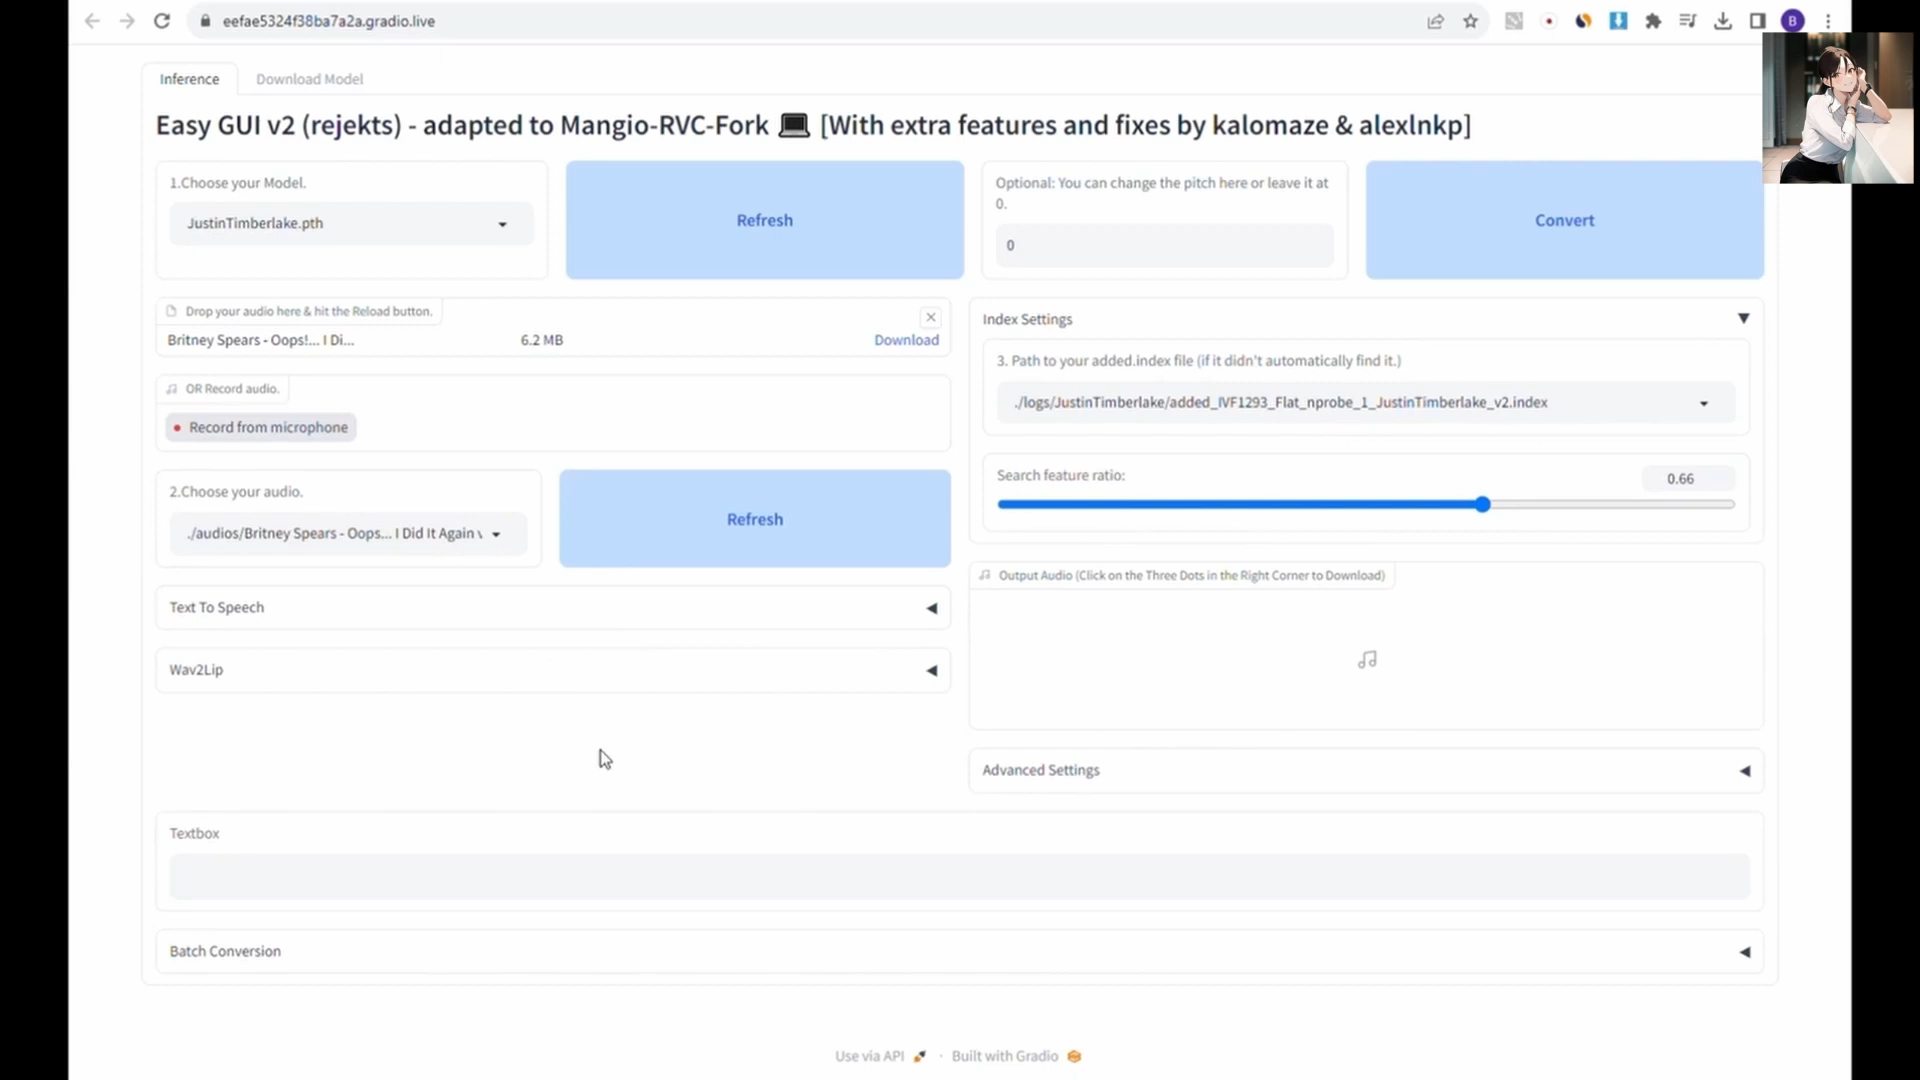 eefae5324f38ba7a2a.gradio.live
B
Inference
Download Model
Easy GUI v2 (rejekts) - adapted to Mangio-RVC-Fork 💻 [With extra features and fixes by kalomaze & alexlnkp]
1.Choose your Model.
JustinTimberlake.pth
Refresh
Optional: You can change the pitch here or leave it at
0.
0
Convert
Drop your audio here & hit the Reload button.
Britney Spears - Oops!... I Di...
6.2 MB
Download
OR Record audio.
Record from microphone
2.Choose your audio.
./audios/Britney Spears - Oops... I Did It Again
Refresh
Text To Speech
Wav2Lip
Index Settings
3. Path to your added.index file (if it didn't automatically find it.)
./logs/JustinTimberlake/added_IVF1293_Flat_nprobe_1_JustinTimberlake_v2.index
Search feature ratio:
0.66
Output Audio (Click on the Three Dots in the Right Corner to Download)
Advanced Settings
Textbox
Batch Conversion
Use via API 🚀 · Built with Gradio